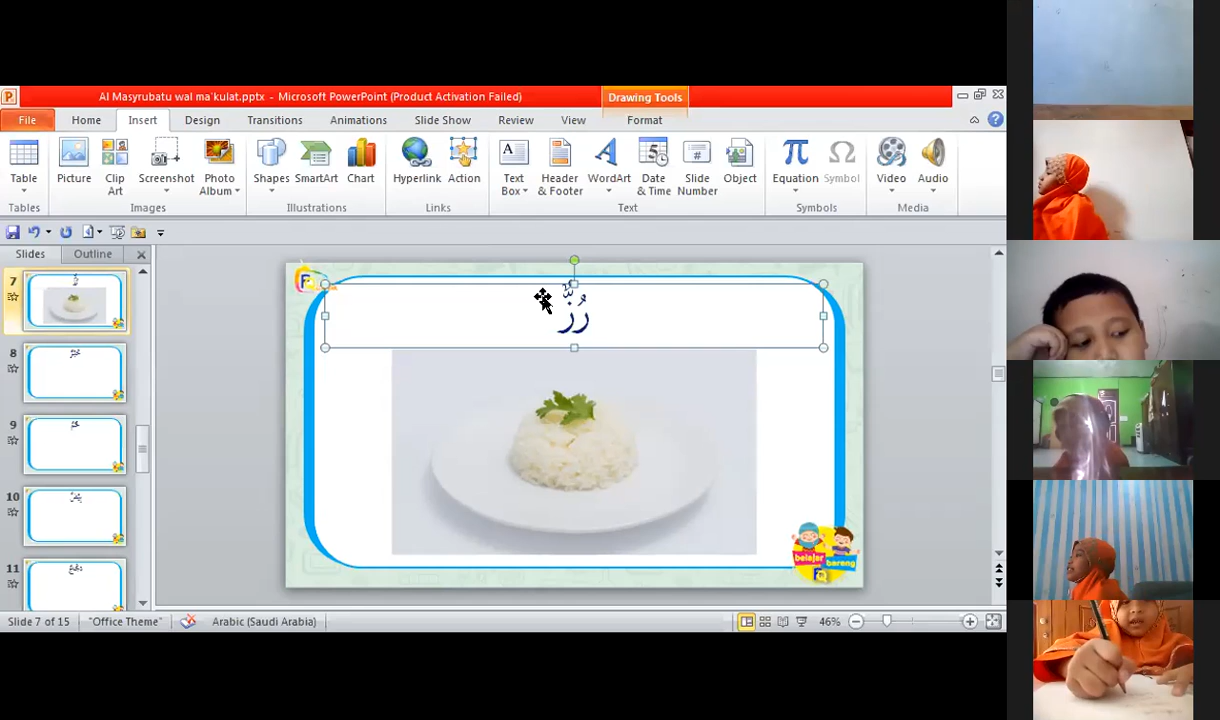 Al Masyrubatu wal ma'kulat.pptx - Microsoft PowerPoint (Product Activation Failed)
Drawing Tools
File Home Insert Design Transitions Animations Slide Show Review View Format
Table Picture Clip Art Screenshot Photo Album Shapes SmartArt Chart Hyperlink Action Text Box Header & Footer WordArt Date & Time Slide Number Object Equation Symbol Video Audio
Tables Images Illustrations Links Text Symbols Media
Slides Outline
7
8
9
10
11
رُزٌّ
belajar
bareng
Slide 7 of 15 "Office Theme" Arabic (Saudi Arabia) 46%